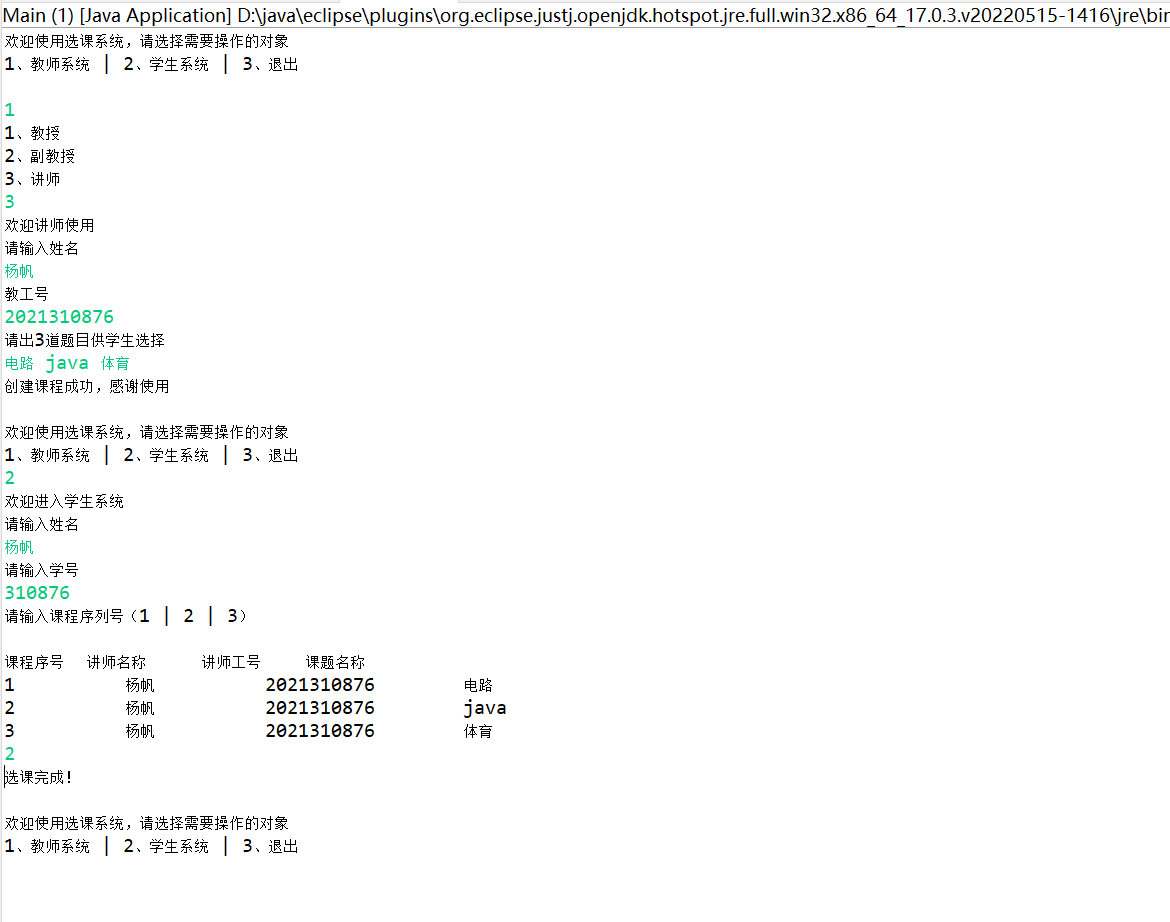 Main (1) [Java Application] D:\java\eclipse\plugins\org.eclipse.justj.openjdk.hotspot.jre.full.win32.x86_64_17.0.3.v20220515-1416\jre\bin
欢迎使用选课系统，请选择需要操作的对象
1、教师系统 | 2、学生系统 | 3、退出
1
1、教授
2、副教授
3、讲师
3
欢迎讲师使用
请输入姓名
杨帆
教工号
2021310876
请出3道题目供学生选择
电路 java 体育
创建课程成功，感谢使用
欢迎使用选课系统，请选择需要操作的对象
1、教师系统 | 2、学生系统 | 3、退出
2
欢迎进入学生系统
请输入姓名
杨帆
请输入学号
310876
请输入课程序列号（1 | 2 | 3）
课程序号 讲师名称 讲师工号 课题名称
1 杨帆 2021310876 电路
2 杨帆 2021310876 java
3 杨帆 2021310876 体育
2
选课完成!
欢迎使用选课系统，请选择需要操作的对象
1、教师系统 | 2、学生系统 | 3、退出